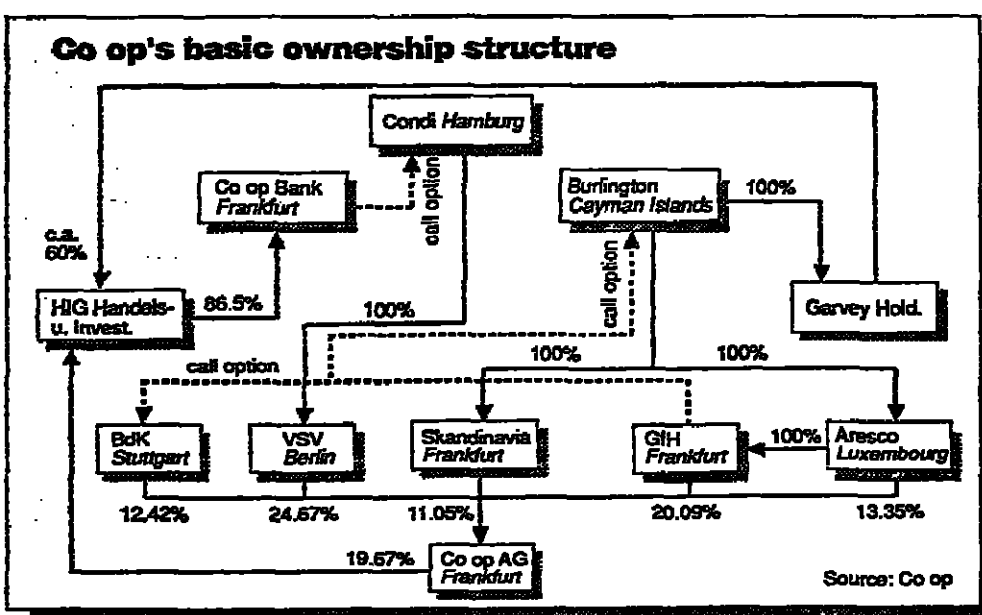 Co op's basic ownership structure
Condi Hamburg
Co op Bank
Frankfurt
call option
Burlington
Cayman Islands
100%
c.a.
60%
call option
HIG Handels-
u. Invest.
86.5%
100%
Garvey Hold.
call option
100%
100%
BdK
Stuttgart
VSV
Berlin
Skandinavia
Frankfurt
GfH
Frankfurt
100%
Aresco
Luxembourg
12.42%
24.67%
11.05%
20.09%
13.35%
19.67%
Co op AG
Frankfurt
Source: Co op